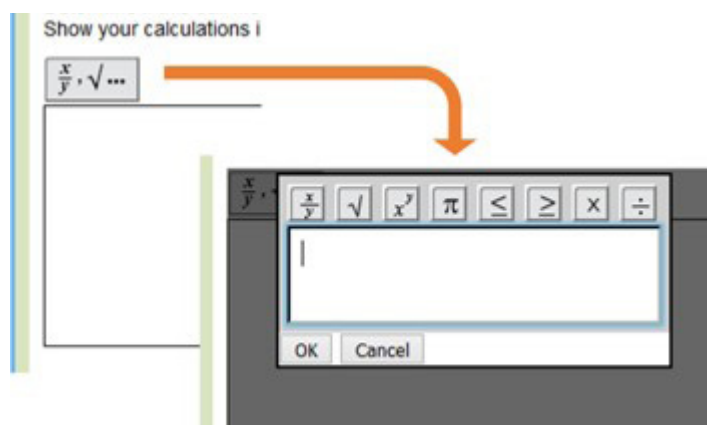 Show your calculations i
x/y, √ ...
x/y,
x/y √ x^y π ≤ ≥ × ÷
OK Cancel